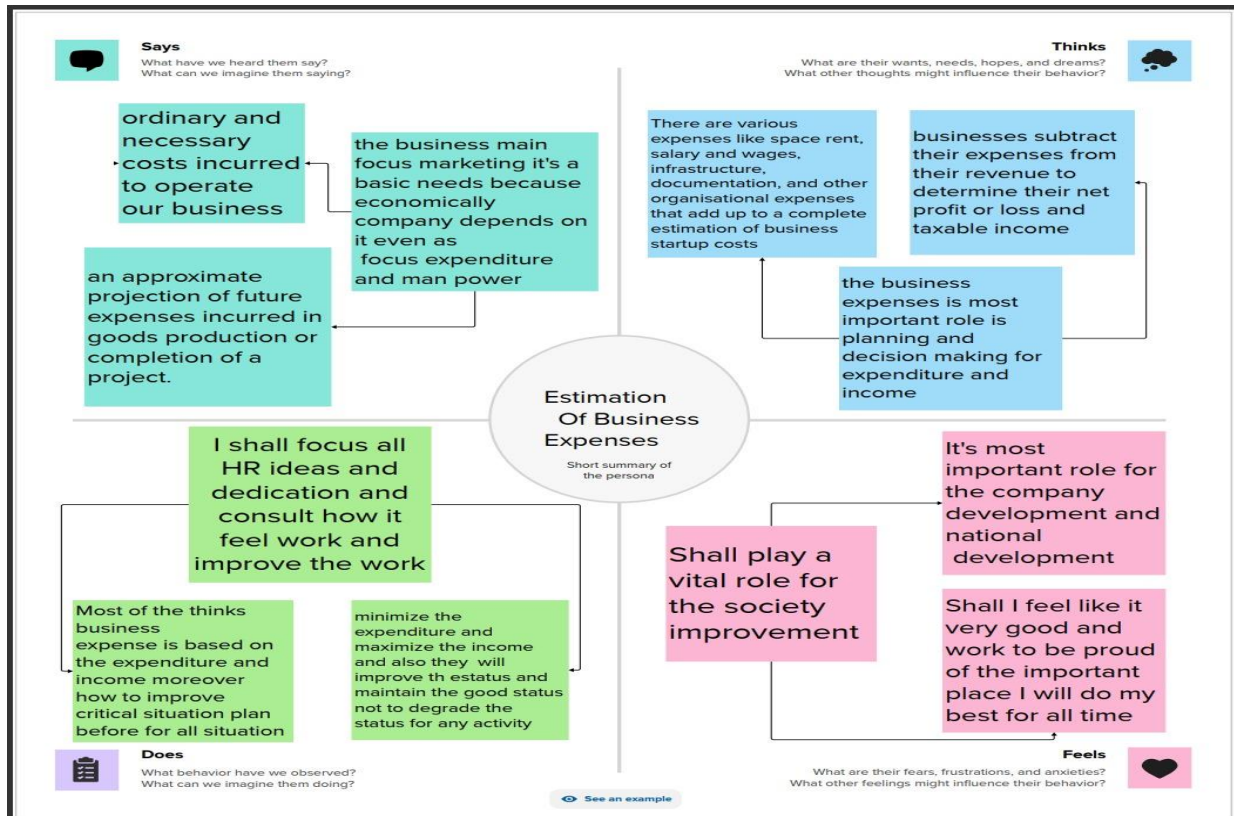 Says
What have we heard them say?
What can we imagine them saying?
ordinary and
necessary
costs incurred
to operate
our business
the business main
focus marketing it's a
basic needs because
economically
company depends on
it even as
focus expenditure
and man power
an approximate
projection of future
expenses incurred in
goods production or
completion of a
project.
Thinks
What are their wants, needs, hopes, and dreams?
What other thoughts might influence their behavior?
There are various
expenses like space rent,
salary and wages,
infrastructure,
documentation, and other
organisational expenses
that add up to a complete
estimation of business
startup costs
businesses subtract
their expenses from
their revenue to
determine their net
profit or loss and
taxable income
the business
expenses is most
important role is
planning and
decision making for
expenditure and
income
Estimation
Of Business
Expenses
Short summary of
the persona
I shall focus all
HR ideas and
dedication and
consult how it
feel work and
improve the work
Most of the thinks
business
expense is based on
the expenditure and
income moreover
how to improve
critical situation plan
before for all situation
minimize the
expenditure and
maximize the income
and also they will
improve th estatus and
maintain the good status
not to degrade the
status for any activity
Does
What behavior have we observed?
What can we imagine them doing?
It's most
important role for
the company
development and
national
development
Shall play a
vital role for
the society
improvement
Shall I feel like it
very good and
work to be proud
of the important
place I will do my
best for all time
Feels
What are their fears, frustrations, and anxieties?
What other feelings might influence their behavior?
See an example